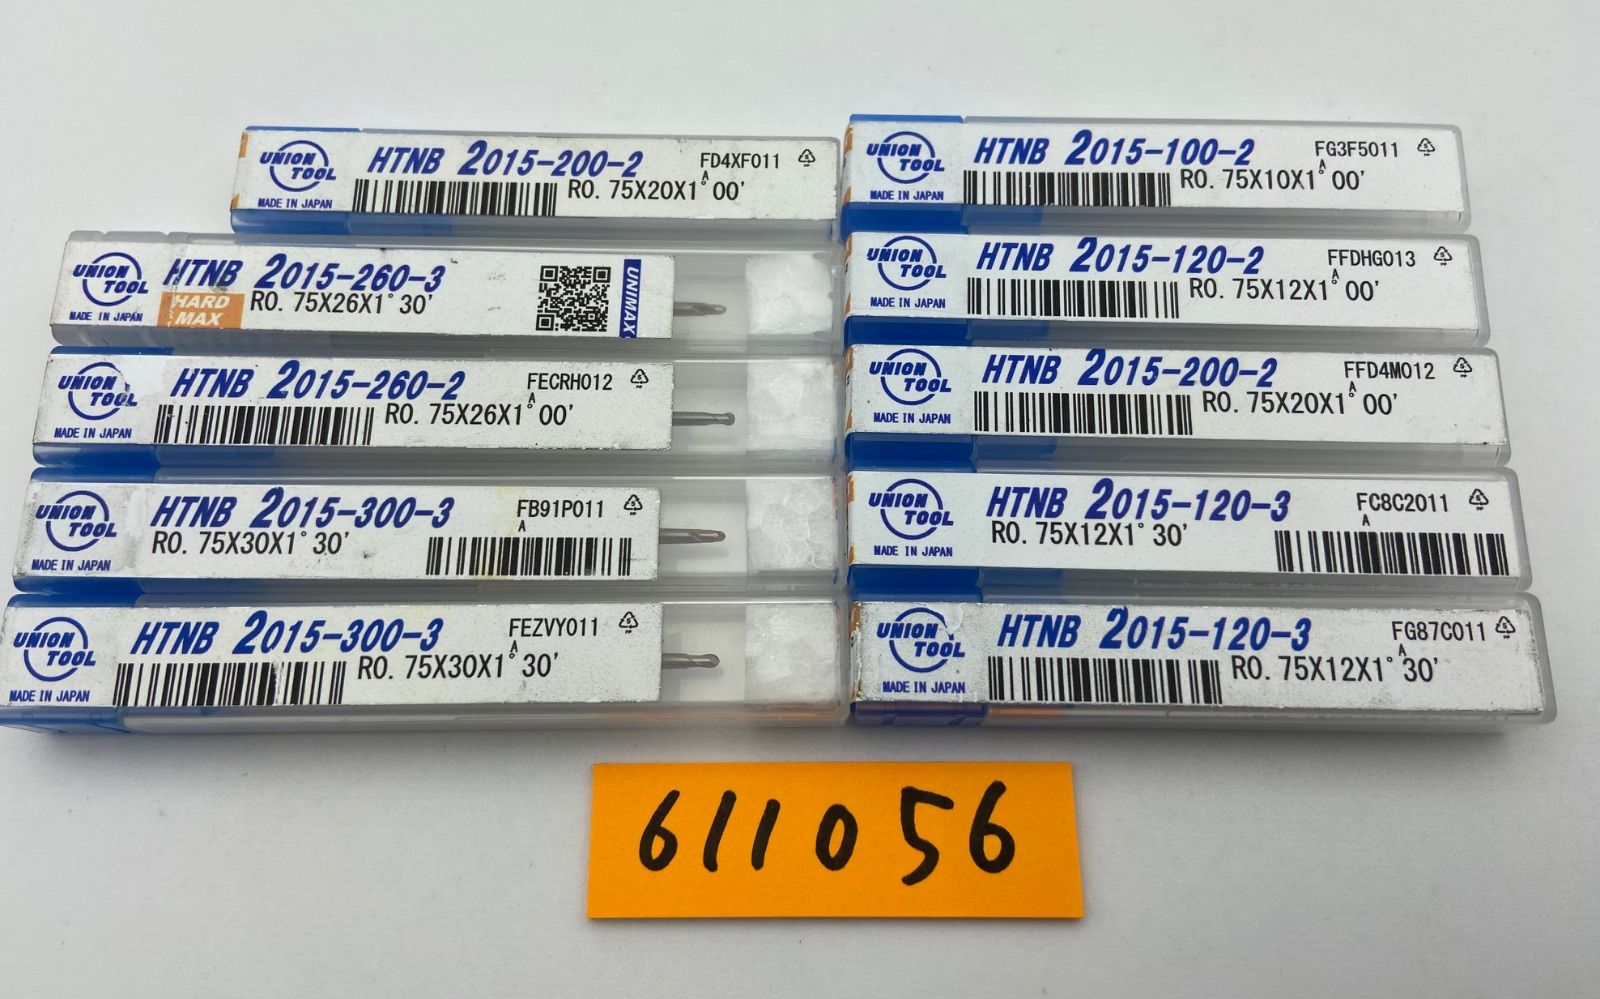 UNION TOOL
MADE IN JAPAN
HTNB 2015-200-2
FD4XF011
A
R0. 75X20X1°00'
UNION TOOL
MADE IN JAPAN
HTNB 2015-260-3
HARD MAX
R0. 75X26X1°30'
UNIMAX
UNION TOOL
MADE IN JAPAN
HTNB 2015-260-2
FECRH012
A
R0. 75X26X1°00'
UNION TOOL
MADE IN JAPAN
HTNB 2015-300-3
FB91P011
A
R0. 75X30X1°30'
UNION TOOL
MADE IN JAPAN
HTNB 2015-300-3
FEZVY011
A
R0. 75X30X1°30'
UNION TOOL
MADE IN JAPAN
HTNB 2015-100-2
FG3F5011
A
R0. 75X10X1°00'
UNION TOOL
MADE IN JAPAN
HTNB 2015-120-2
FFDHG013
A
R0. 75X12X1°00'
UNION TOOL
MADE IN JAPAN
HTNB 2015-200-2
FFD4M012
A
R0. 75X20X1°00'
UNION TOOL
MADE IN JAPAN
HTNB 2015-120-3
FC8C2011
A
R0. 75X12X1°30'
UNION TOOL
MADE IN JAPAN
HTNB 2015-120-3
FG87C011
A
R0. 75X12X1°30'
611056